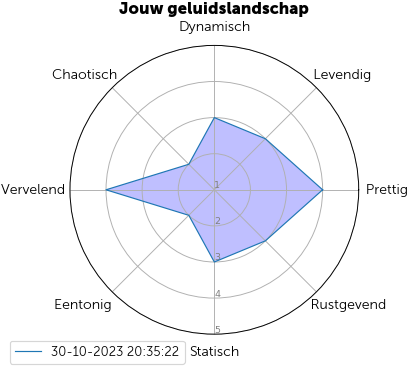 Jouw geluidslandschap
Dynamisch
Chaotisch
Levendig
Vervelend
Prettig
1
2
3
4
5
Eentonig
Rustgevend
Statisch
30-10-2023 20:35:22